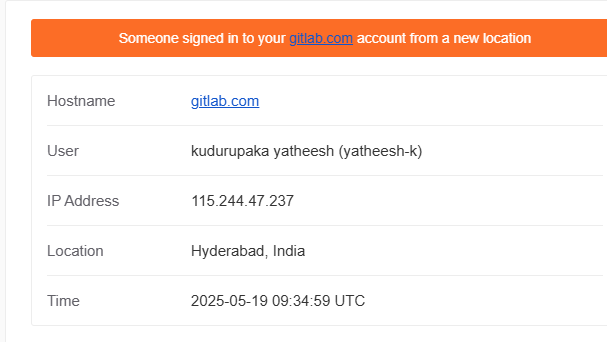 Someone signed in to your gitlab.com account from a new location
Hostname gitlab.com
User kudurupaka yatheesh (yatheesh-k)
IP Address 115.244.47.237
Location Hyderabad, India
Time 2025-05-19 09:34:59 UTC